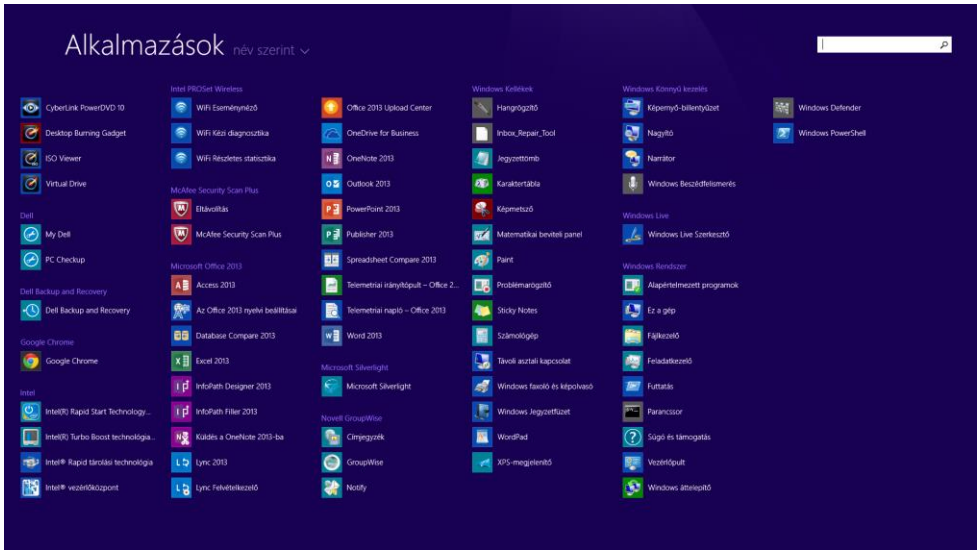 Alkalmazások név szerint
CyberLink PowerDVD 10
Desktop Burning Gadget
ISO Viewer
Virtual Drive
Dell
My Dell
PC Checkup
Dell Backup and Recovery
Dell Backup and Recovery
Google Chrome
Google Chrome
Intel
Intel(R) Rapid Start Technology...
Intel(R) Turbo Boost technológia...
Intel® Rapid tárolási technológia
Intel® vezérlőközpont
Intel PROSet Wireless
WiFi Eseménynéző
WiFi Kézi diagnosztika
WiFi Részletes statisztika
McAfee Security Scan Plus
Eltávolítás
McAfee Security Scan Plus
Microsoft Office 2013
Access 2013
Az Office 2013 nyelvi beállításai
Database Compare 2013
Excel 2013
InfoPath Designer 2013
InfoPath Filler 2013
Küldés a OneNote 2013-ba
Lync 2013
Lync Felvételkezelő
Office 2013 Upload Center
OneDrive for Business
OneNote 2013
Outlook 2013
PowerPoint 2013
Publisher 2013
Spreadsheet Compare 2013
Telemetriai irányítópult – Office 2...
Telemetriai napló – Office 2013
Word 2013
Microsoft Silverlight
Microsoft Silverlight
Novell GroupWise
Címjegyzék
GroupWise
Notify
Windows Kellékek
Hangrögzítő
Inbox_Repair_Tool
Jegyzettömb
Karaktertábla
Képmetsző
Matematikai beviteli panel
Paint
Problémarögzítő
Sticky Notes
Számológép
Távoli asztali kapcsolat
Windows faxoló és képolvasó
Windows Jegyzetfüzet
WordPad
XPS-megjelenítő
Windows Könnyű kezelés
Képernyő-billentyűzet
Nagyító
Narrátor
Windows Beszédfelismerés
Windows Live
Windows Live Szerkesztő
Windows Rendszer
Alapértelmezett programok
Ez a gép
Fájlkezelő
Feladatkezelő
Futtatás
Parancssor
Súgó és támogatás
Vezérlőpult
Windows áttelepítő
Windows Defender
Windows PowerShell